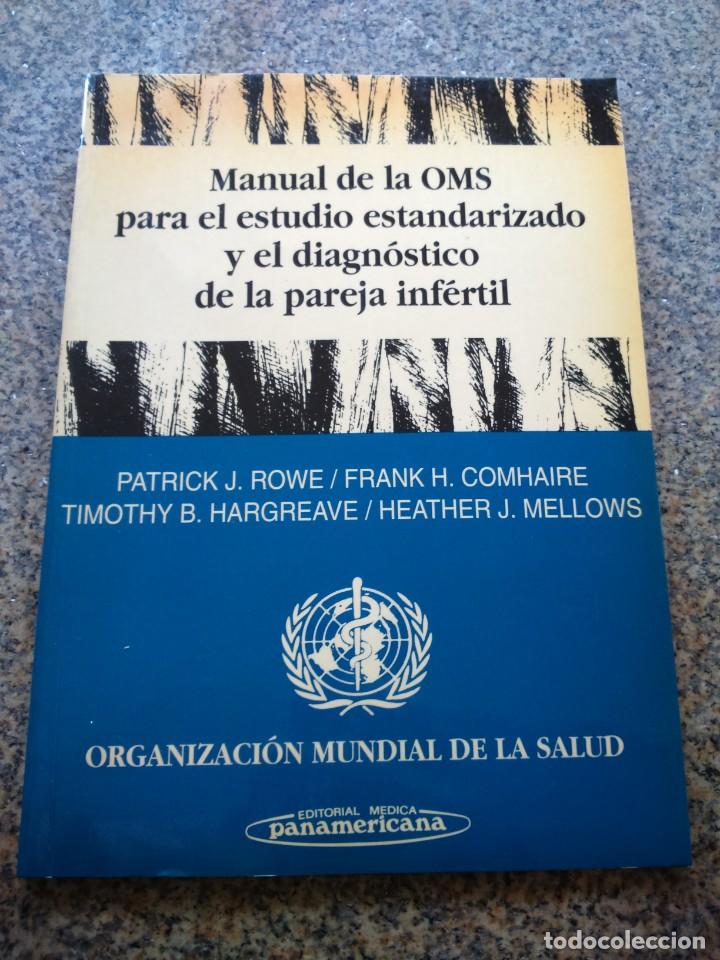 Manual de la OMS
para el estudio estandarizado
y el diagnóstico
de la pareja infértil
PATRICK J. ROWE / FRANK H. COMHAIRE
TIMOTHY B. HARGREAVE / HEATHER J. MELLOWS
ORGANIZACIÓN MUNDIAL DE LA SALUD
EDITORIAL MEDICA
panamericana
todocoleccion